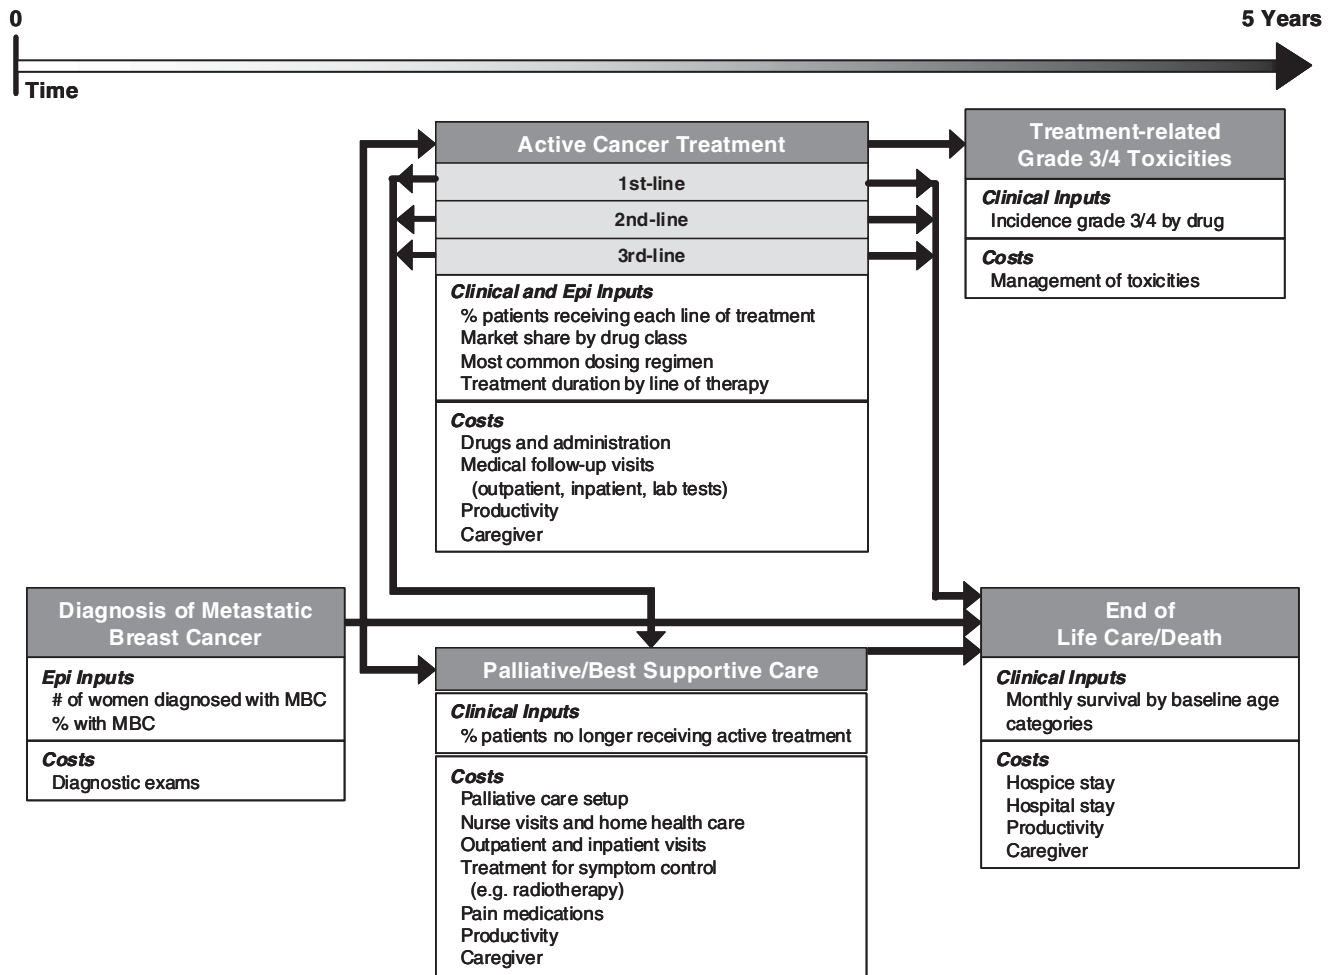 0
5 Years
Time
Active Cancer Treatment
1st-line
2nd-line
3rd-line
Clinical and Epi Inputs
% patients receiving each line of treatment
Market share by drug class
Most common dosing regimen
Treatment duration by line of therapy
Costs
Drugs and administration
Medical follow-up visits
(outpatient, inpatient, lab tests)
Productivity
Caregiver
Treatment-related
Grade 3/4 Toxicities
Clinical Inputs
Incidence grade 3/4 by drug
Costs
Management of toxicities
Diagnosis of Metastatic
Breast Cancer
Epi Inputs
# of women diagnosed with MBC
% with MBC
Costs
Diagnostic exams
Palliative/Best Supportive Care
Clinical Inputs
% patients no longer receiving active treatment
Costs
Palliative care setup
Nurse visits and home health care
Outpatient and inpatient visits
Treatment for symptom control
(e.g. radiotherapy)
Pain medications
Productivity
Caregiver
End of
Life Care/Death
Clinical Inputs
Monthly survival by baseline age
categories
Costs
Hospice stay
Hospital stay
Productivity
Caregiver